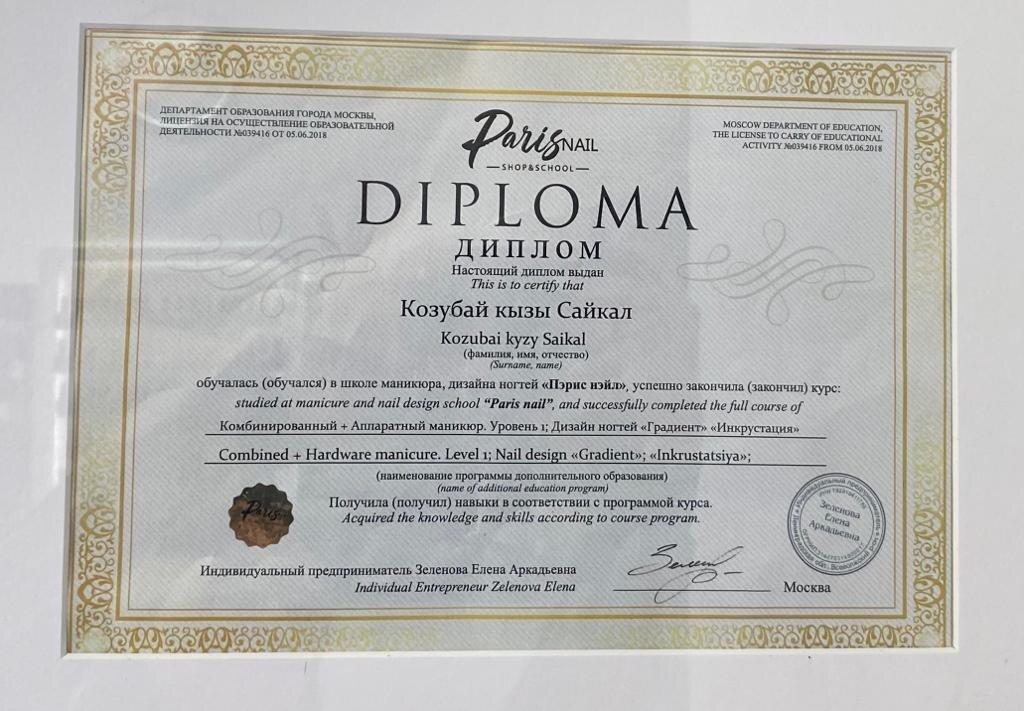 ДЕПАРТАМЕНТ ОБРАЗОВАНИЯ ГОРОДА МОСКВЫ,
ЛИЦЕНЗИЯ НА ОСУЩЕСТВЛЕНИЕ ОБРАЗОВАТЕЛЬНОЙ
ДЕЯТЕЛЬНОСТИ №039416 ОТ 05.06.2018
MOSCOW DEPARTMENT OF EDUCATION,
THE LICENSE TO CARRY OF EDUCATIONAL
ACTIVITY №039416 FROM 05.06.2018
Paris NAIL
SHOP&SCHOOL
DIPLOMA
ДИПЛОМ
Настоящий диплом выдан
This is to certify that
Козубай кызы Сайкал
Kozubai kyzy Saikal
(фамилия, имя, отчество)
(Surname, name)
обучалась (обучался) в школе маникюра, дизайна ногтей «Пэрис нэйл», успешно закончила (закончил) курс:
studied at manicure and nail design school “Paris nail”, and successfully completed the full course of
Комбинированный + Аппаратный маникюр. Уровень 1; Дизайн ногтей «Градиент» «Инкрустация»
Combined + Hardware manicure. Level 1; Nail design «Gradient»; «Inkrustatsiya»;
(наименование программы дополнительного образования)
(name of additional education program)
Получила (получил) навыки в соответствии с программой курса.
Acquired the knowledge and skills according to course program.
Paris
Индивидуальный предприниматель
Зеленова
Елена
Аркадьевна
Индивидуальный предприниматель Зеленова Елена Аркадьевна
Individual Entrepreneur Zelenova Elena
Москва